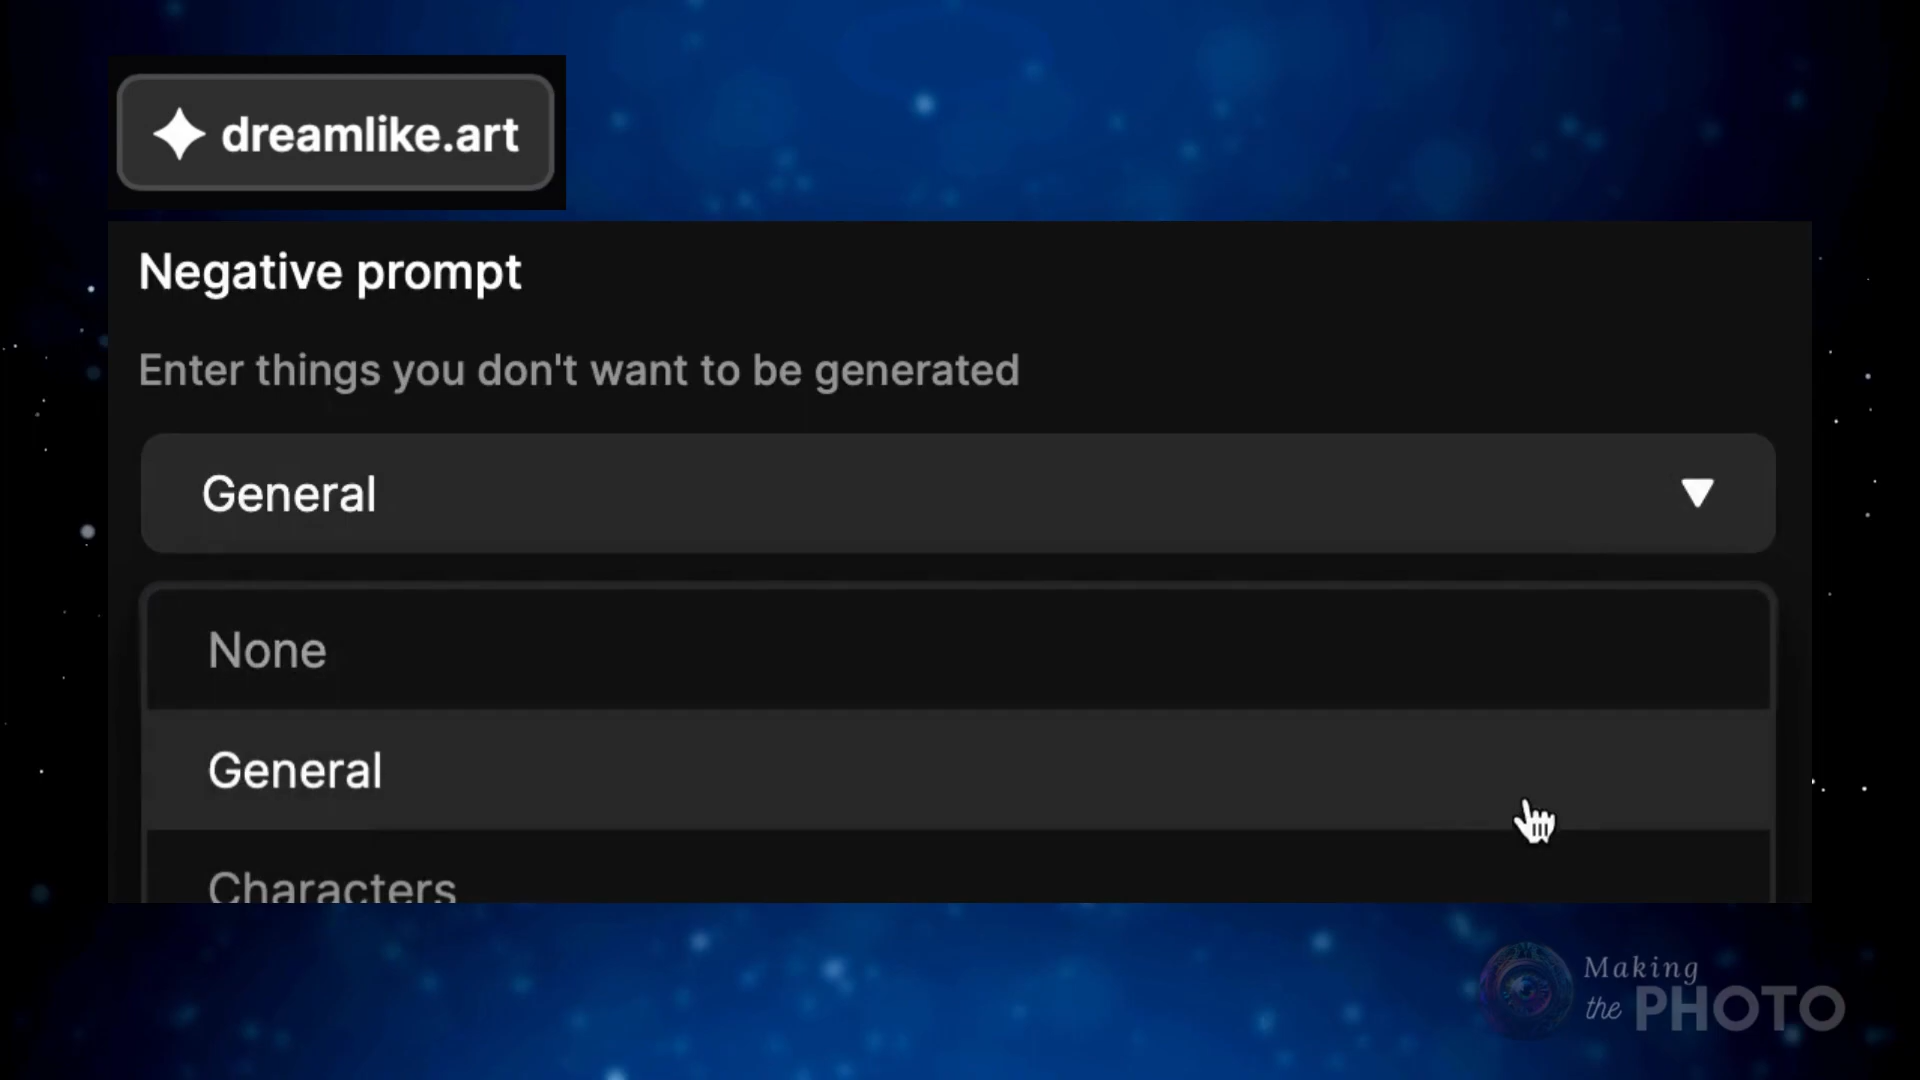 dreamlike.art
Negative prompt
Enter things you don't want to be generated
General
None
General
Characters
Making
the PHOTO